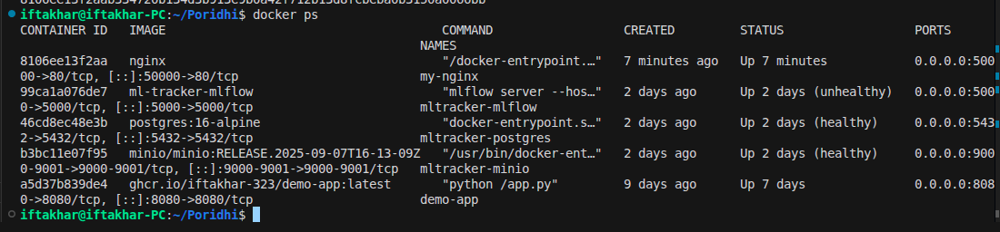 iftakhar@iftakhar-PC:~/Poridhi$ docker ps
CONTAINER ID   IMAGE                                      COMMAND                  CREATED         STATUS                  PORTS
                                                       NAMES
8106ee13f2aa   nginx                                      "/docker-entrypoint.…"   7 minutes ago   Up 7 minutes            0.0.0.0:500
00->80/tcp, [::]:50000->80/tcp                         my-nginx
99ca1a076de7   ml-tracker-mlflow                          "mlflow server --hos…"   2 days ago      Up 2 days (unhealthy)   0.0.0.0:500
0->5000/tcp, [::]:5000->5000/tcp                       mltracker-mlflow
46cd8ec48e3b   postgres:16-alpine                         "docker-entrypoint.s…"   2 days ago      Up 2 days (healthy)     0.0.0.0:543
2->5432/tcp, [::]:5432->5432/tcp                       mltracker-postgres
b3bc11e07f95   minio/minio:RELEASE.2025-09-07T16-13-09Z   "/usr/bin/docker-ent…"   2 days ago      Up 2 days (healthy)     0.0.0.0:900
0-9001->9000-9001/tcp, [::]:9000-9001->9000-9001/tcp   mltracker-minio
a5d37b839de4   ghcr.io/iftakhar-323/demo-app:latest       "python /app.py"         9 days ago      Up 7 days               0.0.0.0:808
0->8080/tcp, [::]:8080->8080/tcp                       demo-app
iftakhar@iftakhar-PC:~/Poridhi$